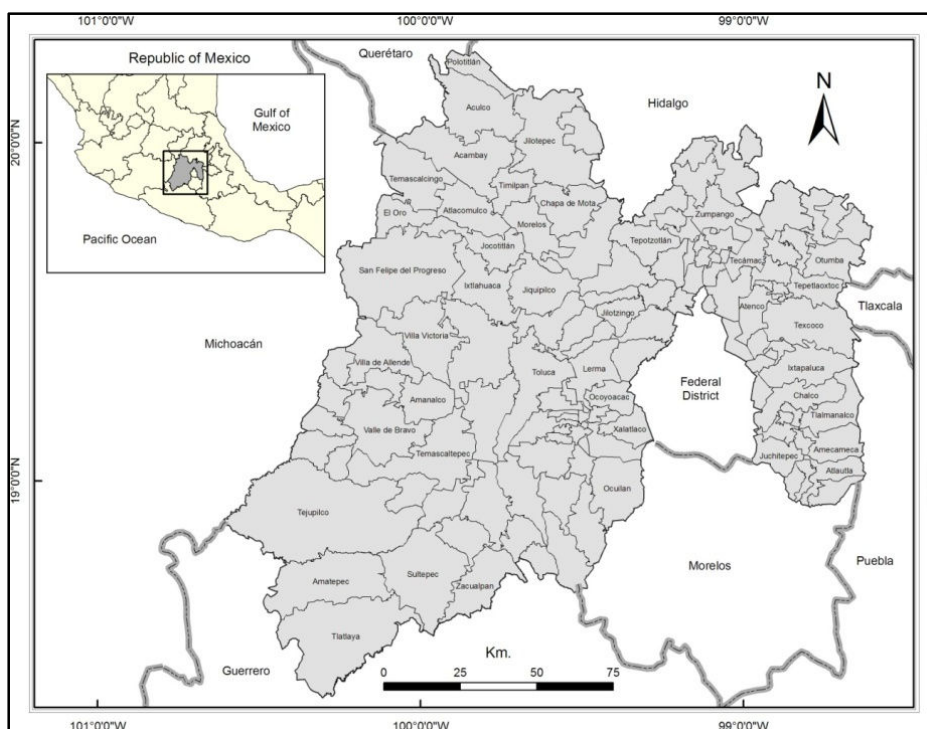 101°0'0"W
100°0'0"W
99°0'0"W
Republic of Mexico
Querétaro
Polotitlán
N
Gulf of
Mexico
Hidalgo
Aculco
20°0'0"N
Jilotepec
Acambay
Temascalcingo
Timilpan
Chapa de Mota
El Oro
Atlacomulco
Zumpango
Morelos
Pacific Ocean
Jocotitlán
Tepotzotlán
Tecámac
Otumba
San Felipe del Progreso
Ixtlahuaca
Jiquipilco
Tepetlaoxtoc
Tlaxcala
Atenco
Jilotzingo
Texcoco
Villa Victoria
Michoacán
Villa de Allende
Toluca
Lerma
Ixtapaluca
Federal
District
Amanalco
Ocoyoacac
Chalco
Tlalmanalco
Valle de Bravo
Xalatlaco
Temascaltepec
Juchitepec
Amecameca
Atlautla
19°0'0"N
Ocuilan
Tejupilco
Morelos
Puebla
Amatepec
Sultepec
Zacualpan
Tlatlaya
Km.
Guerrero
0
25
50
75
101°0'0"W
100°0'0"W
99°0'0"W